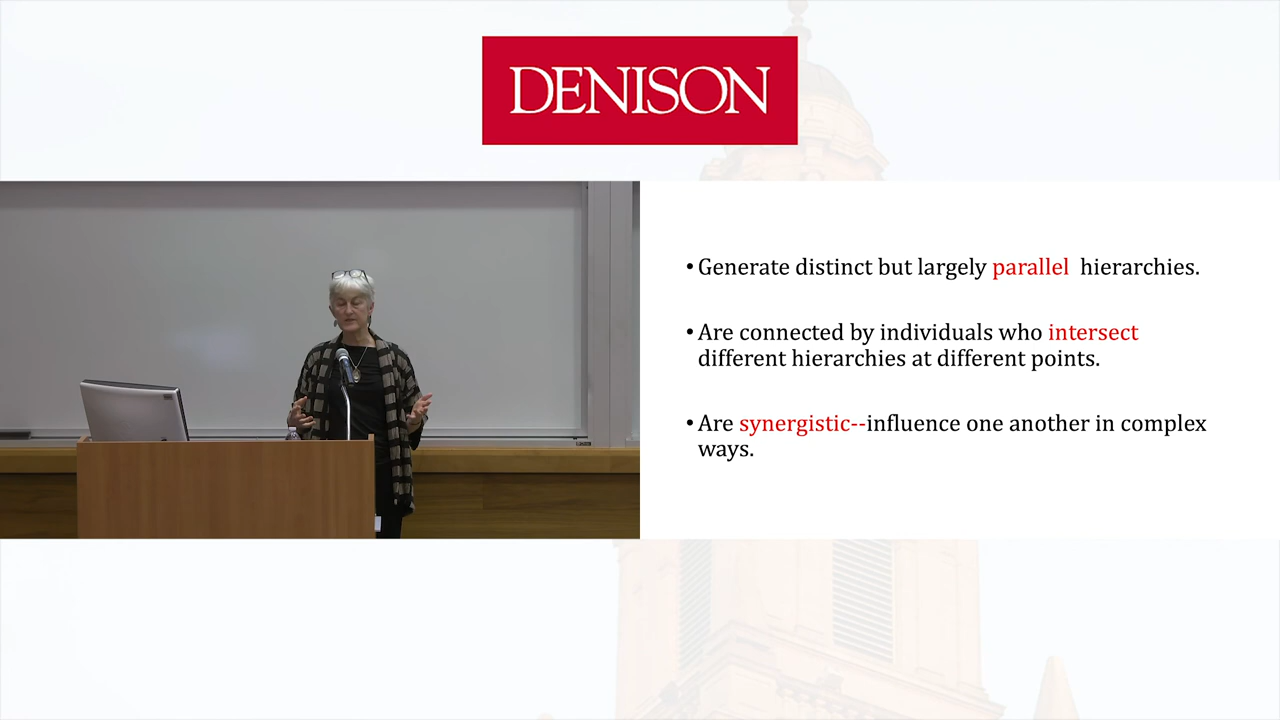 DENISON
• Generate distinct but largely parallel hierarchies.
• Are connected by individuals who intersect
different hierarchies at different points.
• Are synergistic--influence one another in complex
ways.